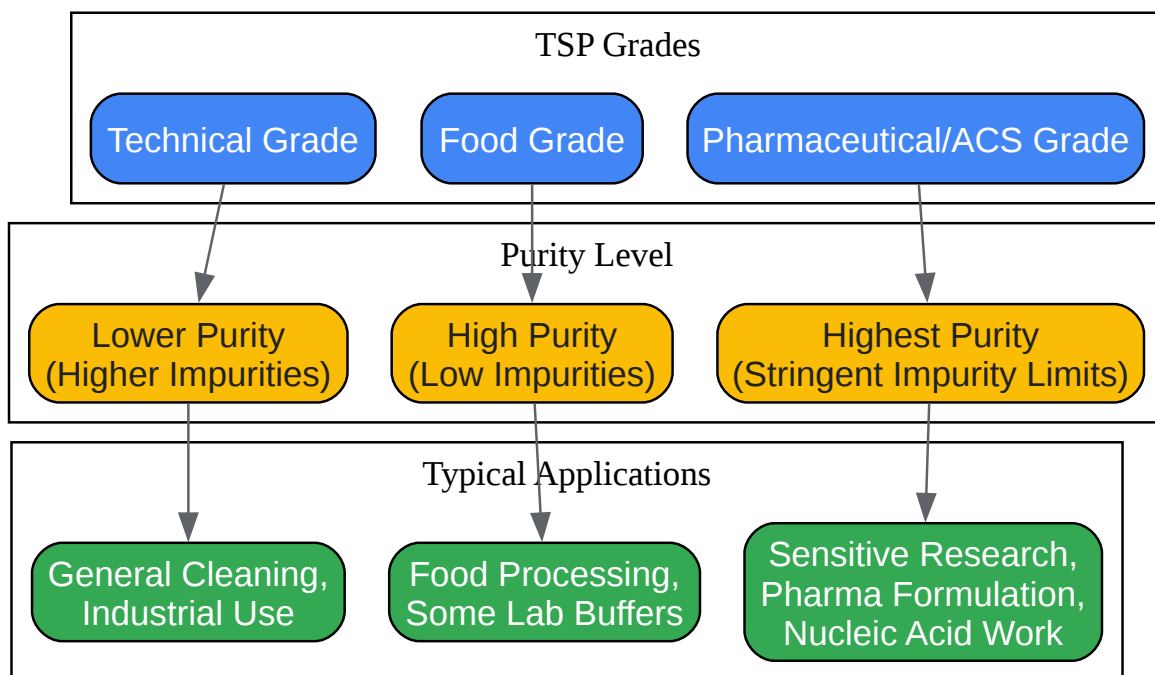 TSP Grades
Technical Grade
Food Grade
Pharmaceutical/ACS Grade
Purity Level
Lower Purity
(Higher Impurities)
High Purity
(Low Impurities)
Highest Purity
(Stringent Impurity Limits)
Typical Applications
General Cleaning,
Industrial Use
Food Processing,
Some Lab Buffers
Sensitive Research,
Pharma Formulation,
Nucleic Acid Work